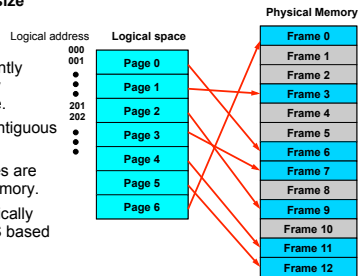 size
Physical Memory
Logical address
Logical space
000
001
201
202
ntly
e.
ntiguous
es are
mory.
ically
S based
Page 0
Page 1
Page 2
Page 3
Page 4
Page 5
Page 6
Frame 0
Frame 1
Frame 2
Frame 3
Frame 4
Frame 5
Frame 6
Frame 7
Frame 8
Frame 9
Frame 10
Frame 11
Frame 12